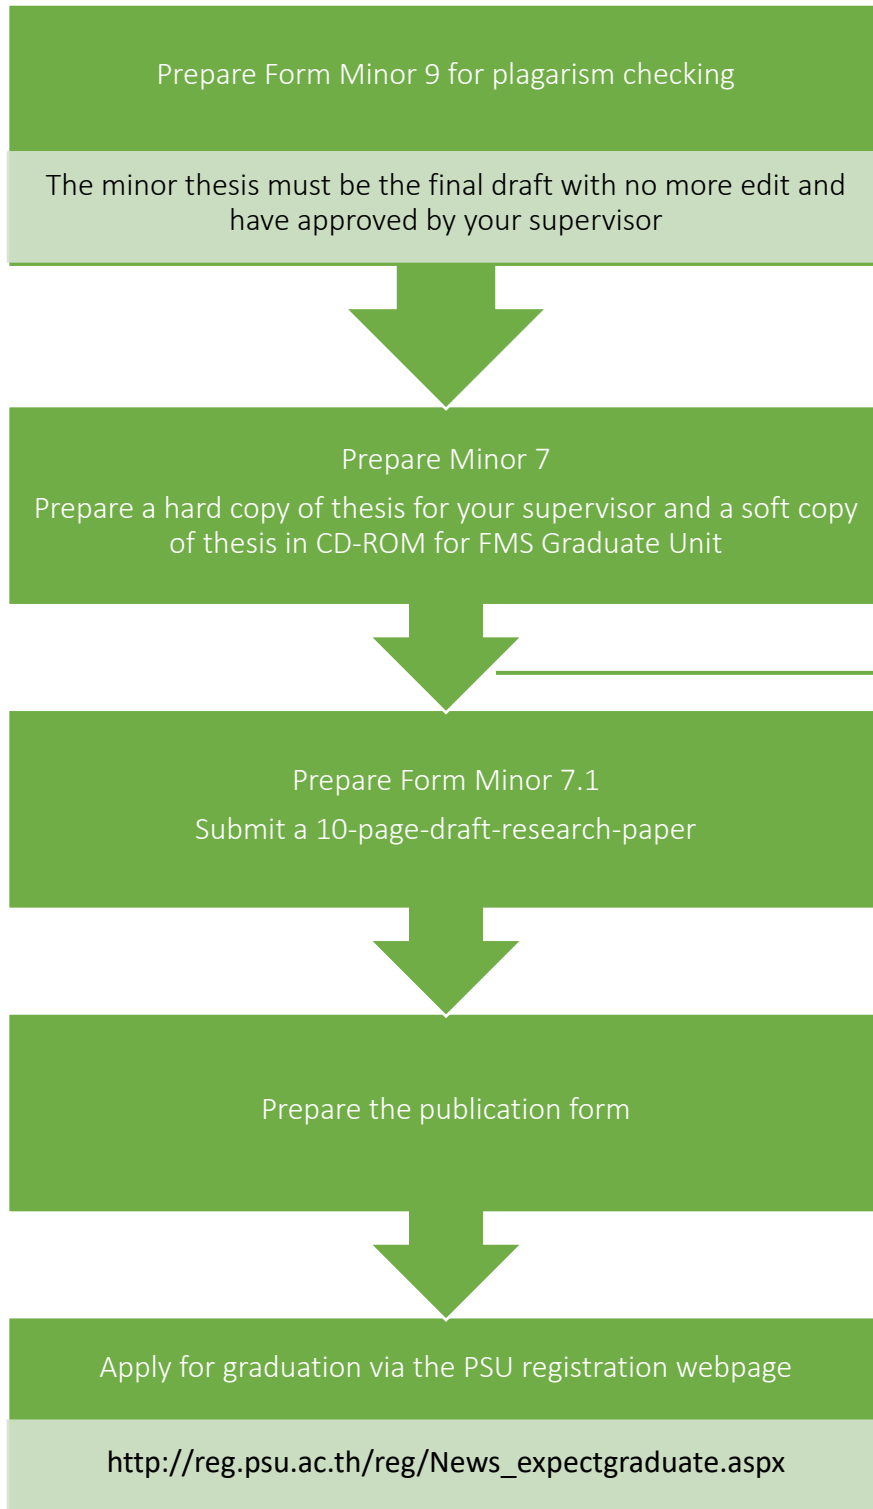 Prepare Form Minor 9 for plagarism checking
The minor thesis must be the final draft with no more edit and
have approved by your supervisor
Prepare Minor 7
Prepare a hard copy of thesis for your supervisor and a soft copy
of thesis in CD-ROM for FMS Graduate Unit
Prepare Form Minor 7.1
Submit a 10-page-draft-research-paper
Prepare the publication form
Apply for graduation via the PSU registration webpage
http://reg.psu.ac.th/reg/News_expectgraduate.aspx